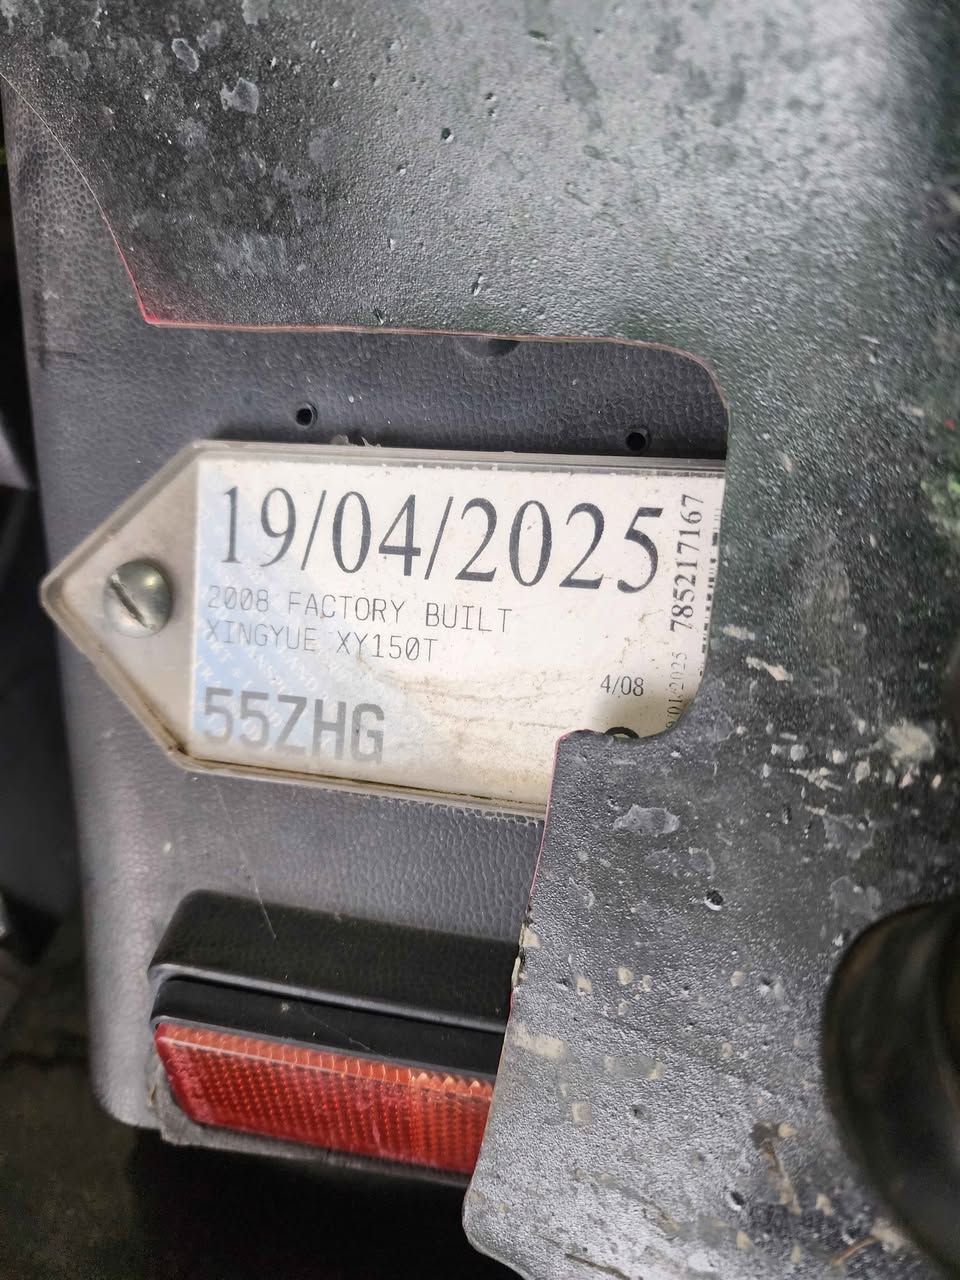 19/04/2025
2008 FACTORY BUILT
XINGYUE XY150T
4/08
55ZHG
785217167